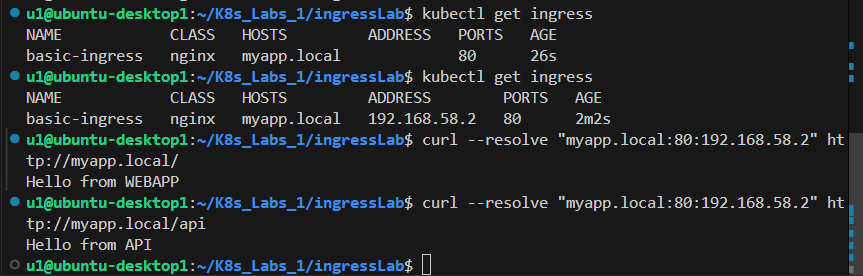 u1@ubuntu-desktop1:~/K8s_Labs_1/ingressLab$ kubectl get ingress
NAME            CLASS   HOSTS         ADDRESS   PORTS   AGE
basic-ingress   nginx   myapp.local             80      26s
u1@ubuntu-desktop1:~/K8s_Labs_1/ingressLab$ kubectl get ingress
NAME            CLASS   HOSTS         ADDRESS        PORTS   AGE
basic-ingress   nginx   myapp.local   192.168.58.2   80      2m2s
u1@ubuntu-desktop1:~/K8s_Labs_1/ingressLab$ curl --resolve "myapp.local:80:192.168.58.2" ht
tp://myapp.local/
Hello from WEBAPP
u1@ubuntu-desktop1:~/K8s_Labs_1/ingressLab$ curl --resolve "myapp.local:80:192.168.58.2" ht
tp://myapp.local/api
Hello from API
u1@ubuntu-desktop1:~/K8s_Labs_1/ingressLab$